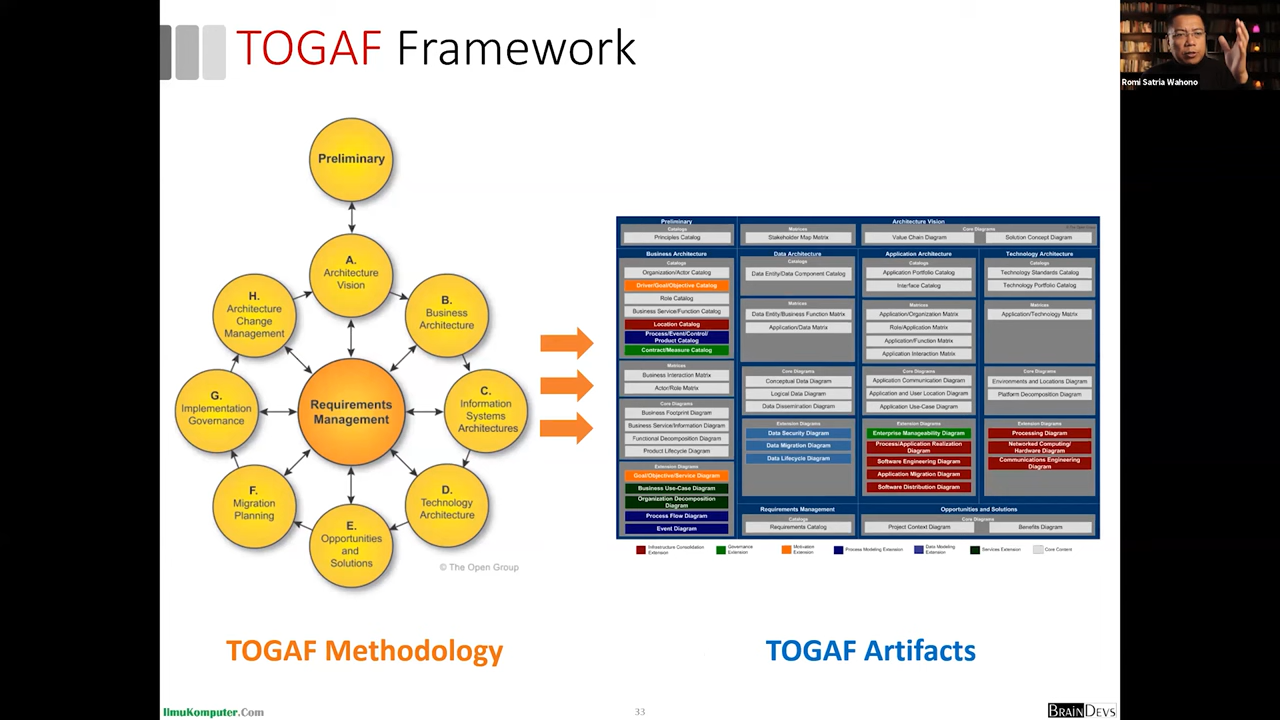 TOGAF Framework
Romi Satria Wahono
Preliminary
A.
Architecture
Vision
B.
Business
Architecture
C.
Information
Systems
Architectures
D.
Technology
Architecture
E.
Opportunities
and
Solutions
F.
Migration
Planning
G.
Implementation
Governance
H.
Architecture
Change
Management
Requirements
Management
© The Open Group
Preliminary
Catalogs
Principles Catalog
Matrices
Stakeholder Map Matrix
Architecture Vision
Core Diagrams
Value Chain Diagram
Solution Concept Diagram
Business Architecture
Catalogs
Organization/Actor Catalog
Driver/Goal/Objective Catalog
Role Catalog
Business Service/Function Catalog
Location Catalog
Process/Event/Control/
Product Catalog
Contract/Measure Catalog
Matrices
Business Interaction Matrix
Actor/Role Matrix
Core Diagrams
Business Footprint Diagram
Business Service/Information Diagram
Functional Decomposition Diagram
Product Lifecycle Diagram
Extension Diagrams
Goal/Objective/Service Diagram
Business Use-Case Diagram
Organization Decomposition
Diagram
Process Flow Diagram
Event Diagram
Data Architecture
Catalogs
Data Entity/Data Component Catalog
Matrices
Data Entity/Business Function Matrix
Application/Data Matrix
Core Diagrams
Conceptual Data Diagram
Logical Data Diagram
Data Dissemination Diagram
Extension Diagrams
Data Security Diagram
Data Migration Diagram
Data Lifecycle Diagram
Application Architecture
Catalogs
Application Portfolio Catalog
Interface Catalog
Matrices
Application/Organization Matrix
Role/Application Matrix
Application/Function Matrix
Application Interaction Matrix
Core Diagrams
Application Communication Diagram
Application and User Location Diagram
Application Use-Case Diagram
Extension Diagrams
Enterprise Manageability Diagram
Process/Application Realization
Diagram
Software Engineering Diagram
Application Migration Diagram
Software Distribution Diagram
Technology Architecture
Catalogs
Technology Standards Catalog
Technology Portfolio Catalog
Matrices
Application/Technology Matrix
Core Diagrams
Environments and Locations Diagram
Platform Decomposition Diagram
Extension Diagrams
Processing Diagram
Networked Computing/
Hardware Diagram
Communications Engineering
Diagram
Requirements Management
Catalogs
Requirements Catalog
Opportunities and Solutions
Core Diagrams
Project Context Diagram
Benefits Diagram
Infrastructure Consolidation
Extension
Governance
Extension
Motivation
Extension
Process Modeling Extension
Data Modeling
Extension
Services Extension
Core Content
TOGAF Methodology
TOGAF Artifacts
IlmuKomputer.Com
33
BRAINDEVS